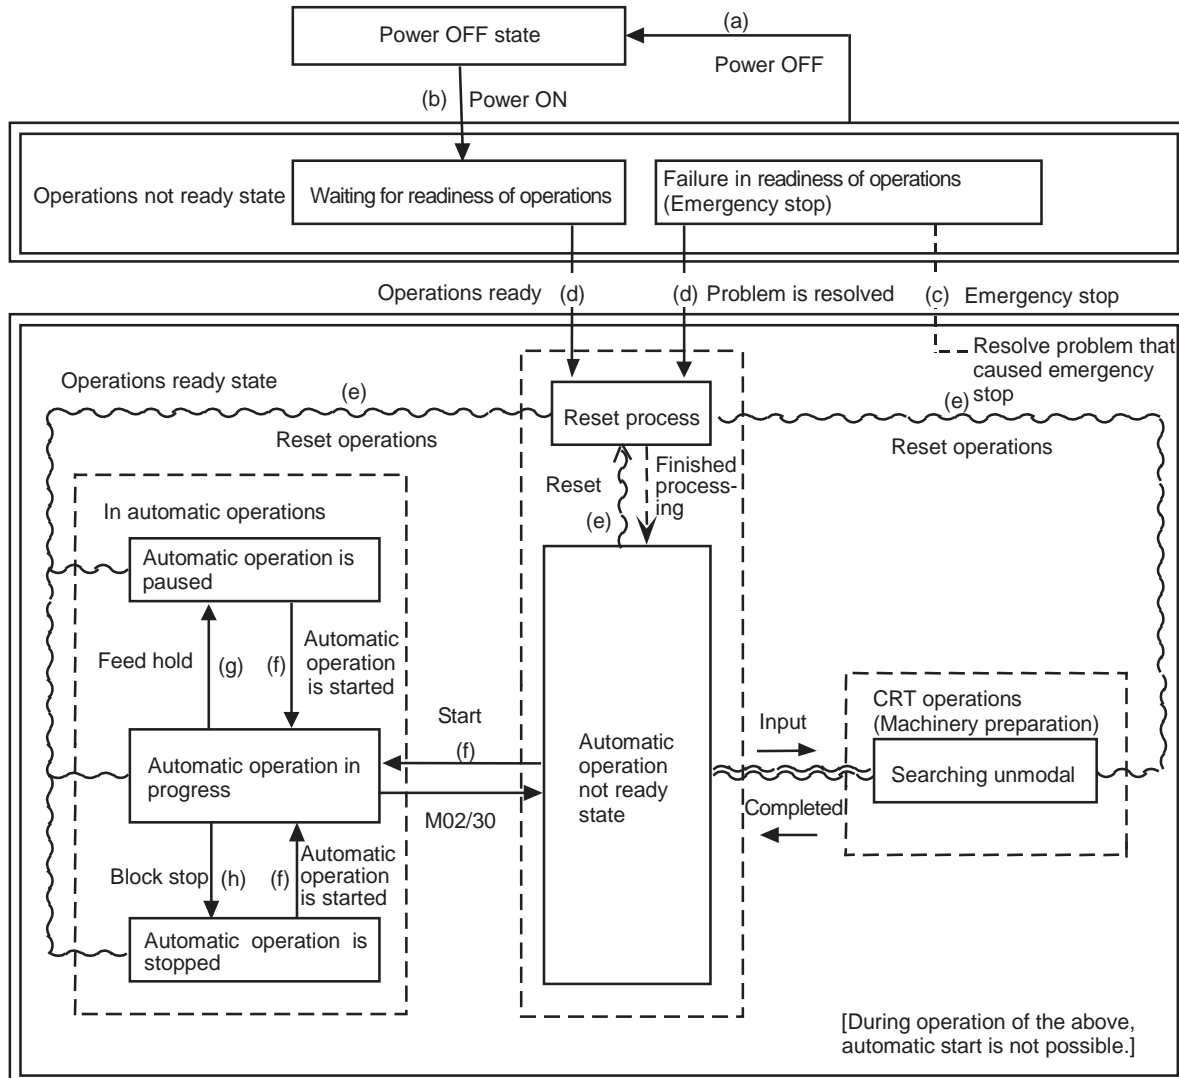 Power OFF state
(a)
Power OFF
(b)
Power ON
Operations not ready state
Waiting for readiness of operations
Failure in readiness of operations
(Emergency stop)
Operations ready
(d)
(d)
Problem is resolved
(c)
Emergency stop
Resolve problem that
caused emergency
stop
Operations ready state
(e)
Reset operations
Reset process
(e)
Reset operations
Reset
(e)
Finished
process-
ing
In automatic operations
Automatic operation is
paused
Feed hold
(g)
(f)
Automatic
operation
is started
Start
(f)
Automatic operation in
progress
M02/30
Automatic
operation
not ready
state
Input
Completed
CRT operations
(Machinery preparation)
Searching unmodal
Block stop
(h)
(f)
Automatic
operation
is started
Automatic operation is
stopped
[During operation of the above,
automatic start is not possible.]